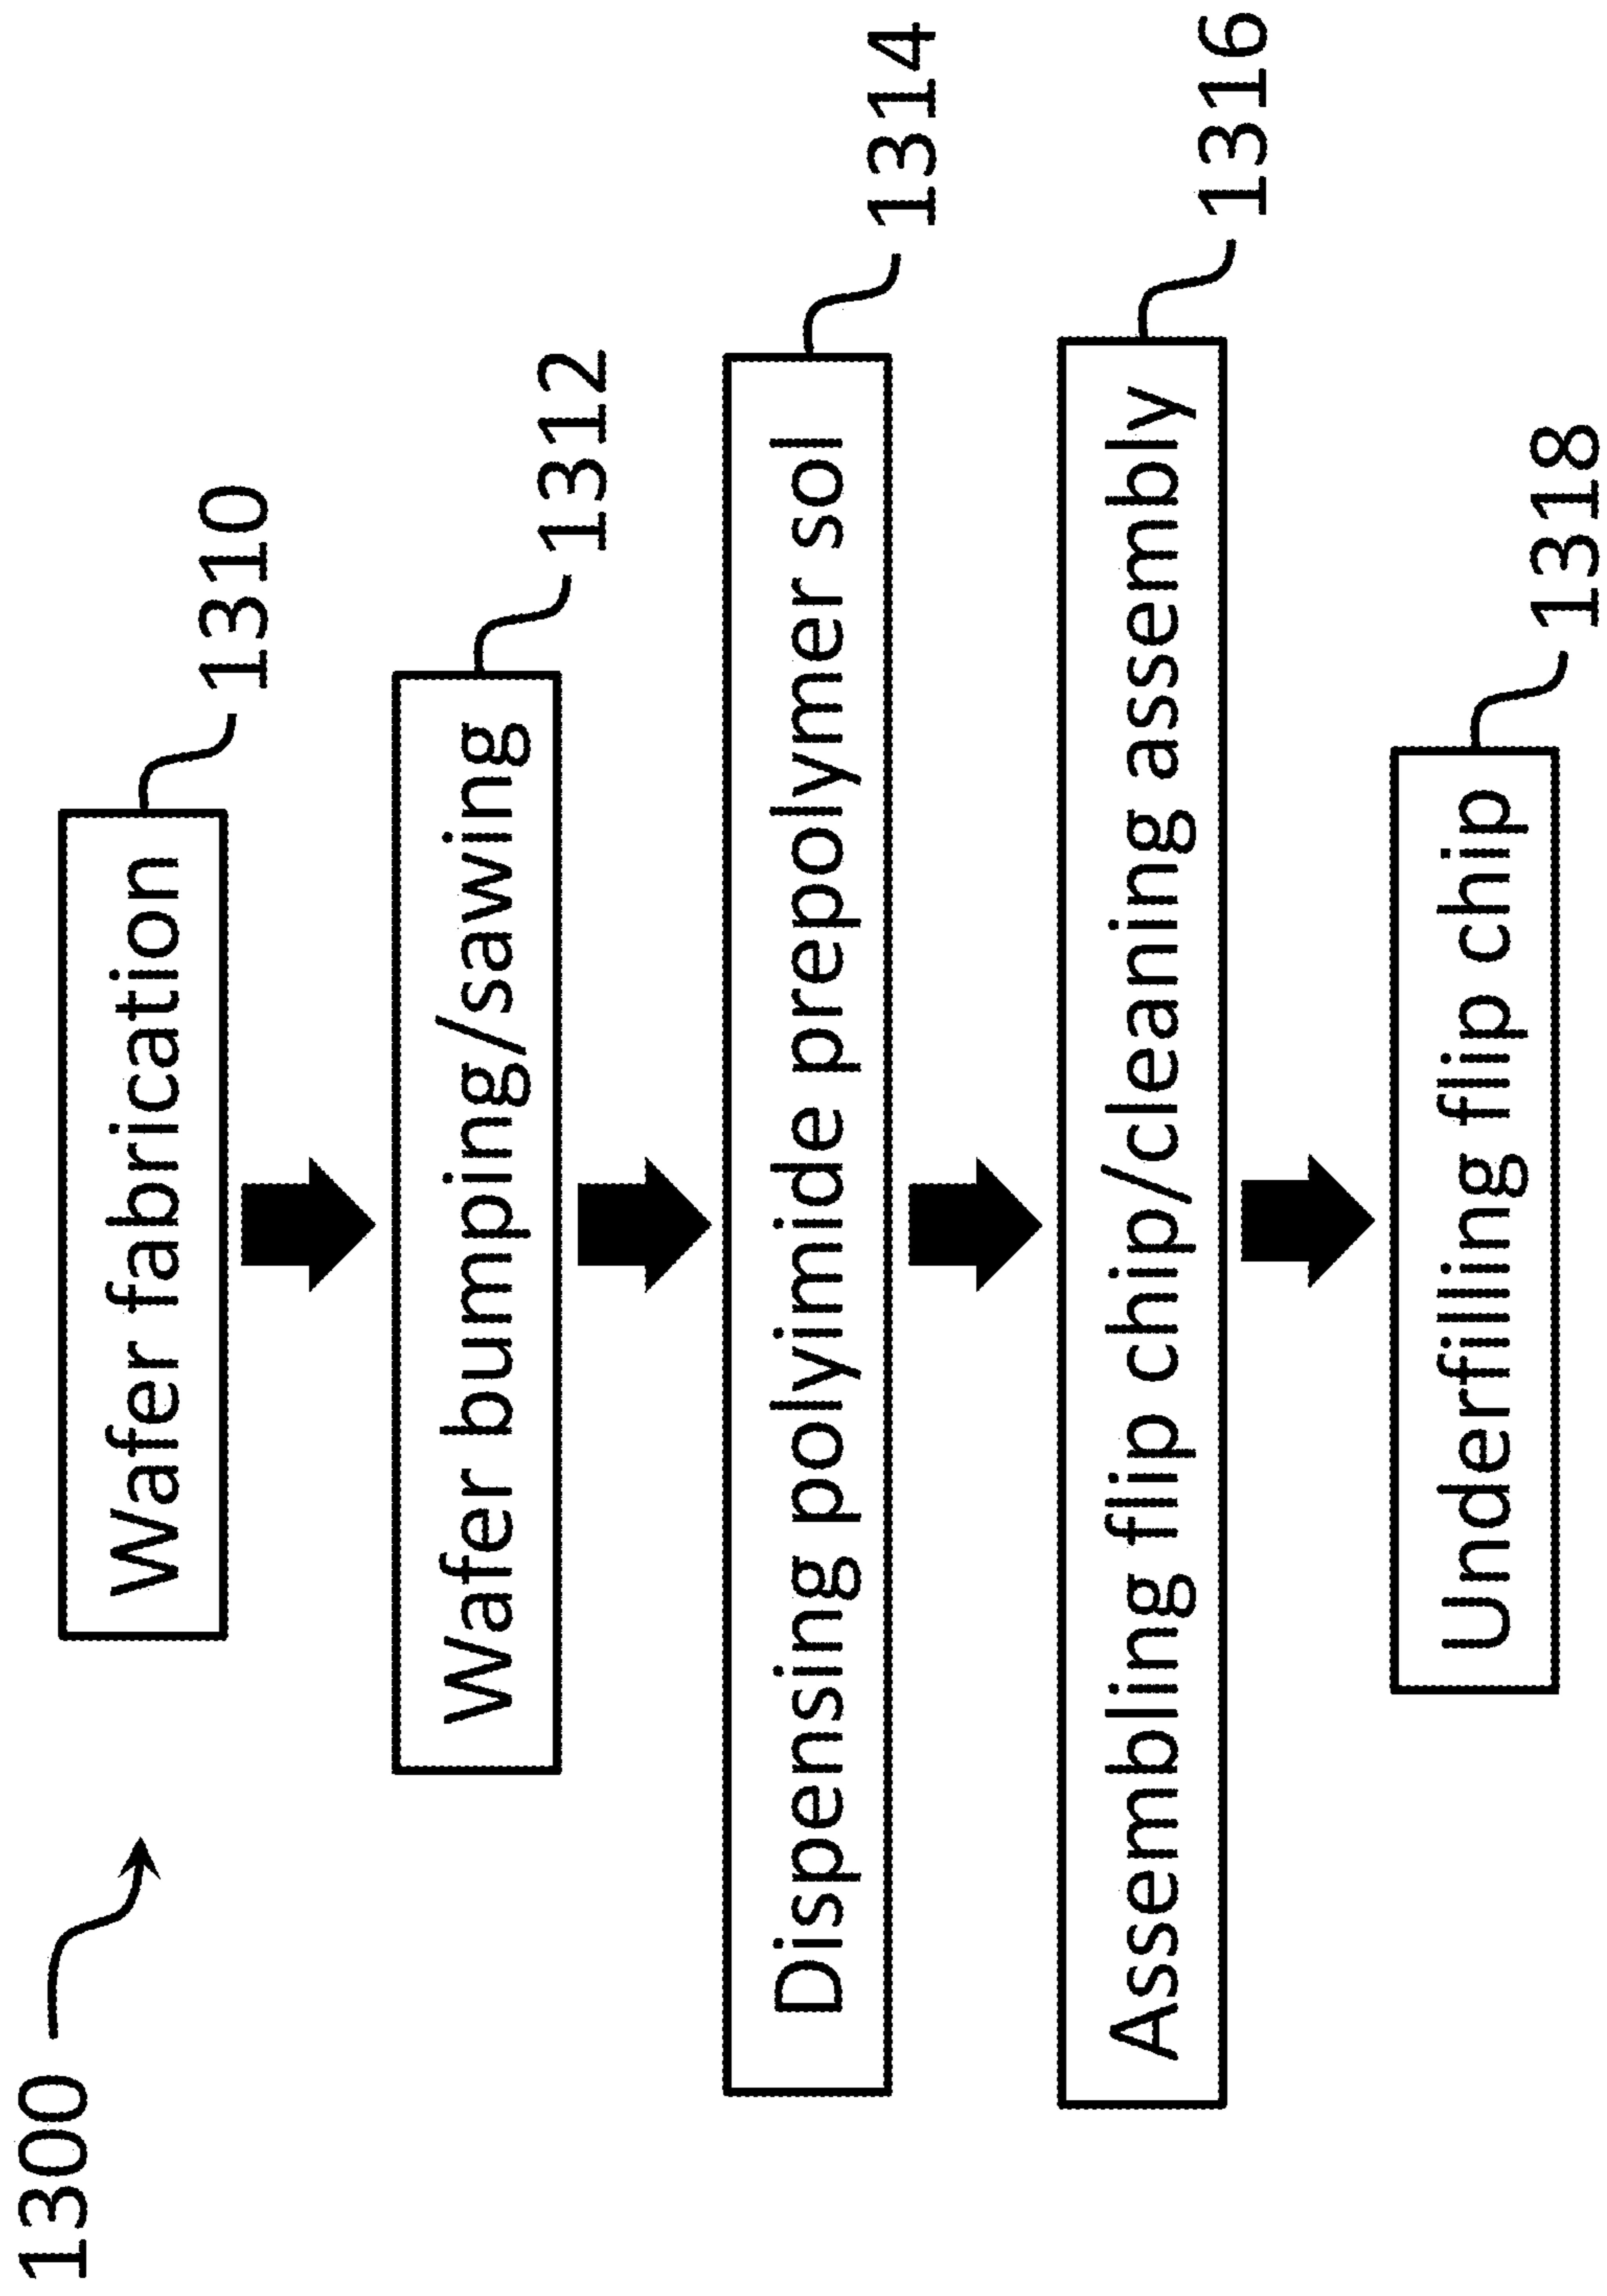 1300
Wafer fabrication
1310
Wafer bumping/sawing
1312
Dispensing polyimide prepolymer sol
1314
Assembling flip chip/cleaning assembly
1316
Underfilling flip chip
1318